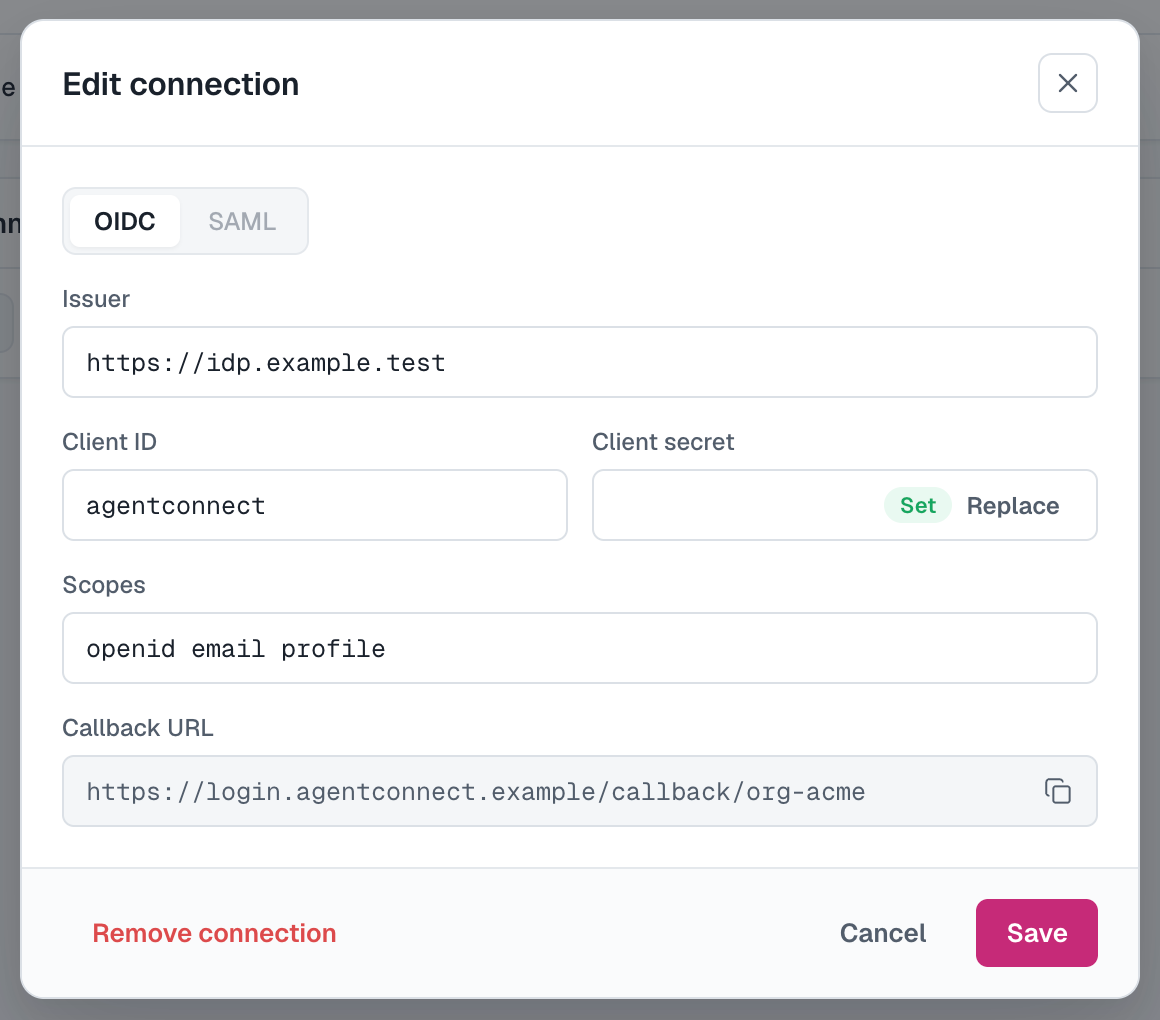 Edit connection
OIDC SAML
Issuer
https://idp.example.test
Client ID Client secret
agentconnect Set Replace
Scopes
openid email profile
Callback URL
https://login.agentconnect.example/callback/org-acme
Remove connection Cancel Save